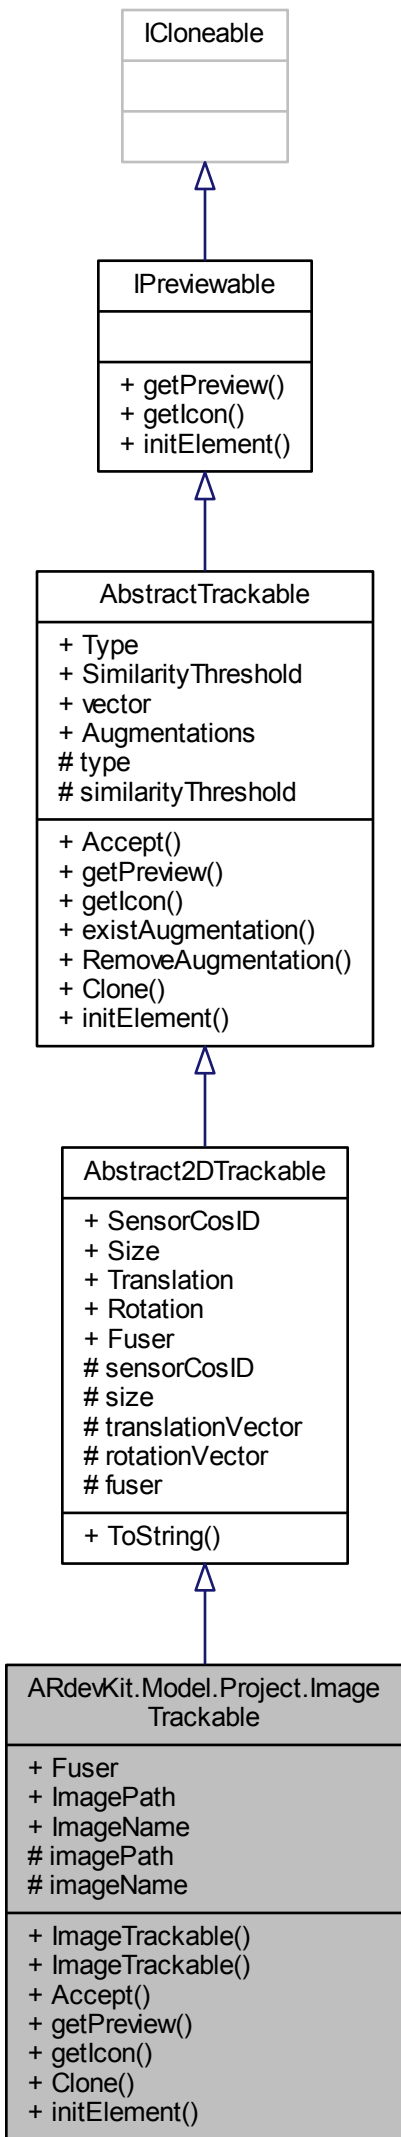 ICloneable
IPreviewable
+ getPreview()
+ getIcon()
+ initElement()
AbstractTrackable
+ Type
+ SimilarityThreshold
+ vector
+ Augmentations
# type
# similarityThreshold
+ Accept()
+ getPreview()
+ getIcon()
+ existAugmentation()
+ RemoveAugmentation()
+ Clone()
+ initElement()
Abstract2DTrackable
+ SensorCosID
+ Size
+ Translation
+ Rotation
+ Fuser
# sensorCosID
# size
# translationVector
# rotationVector
# fuser
+ ToString()
ARdevKit.Model.Project.Image
Trackable
+ Fuser
+ ImagePath
+ ImageName
# imagePath
# imageName
+ ImageTrackable()
+ ImageTrackable()
+ Accept()
+ getPreview()
+ getIcon()
+ Clone()
+ initElement()